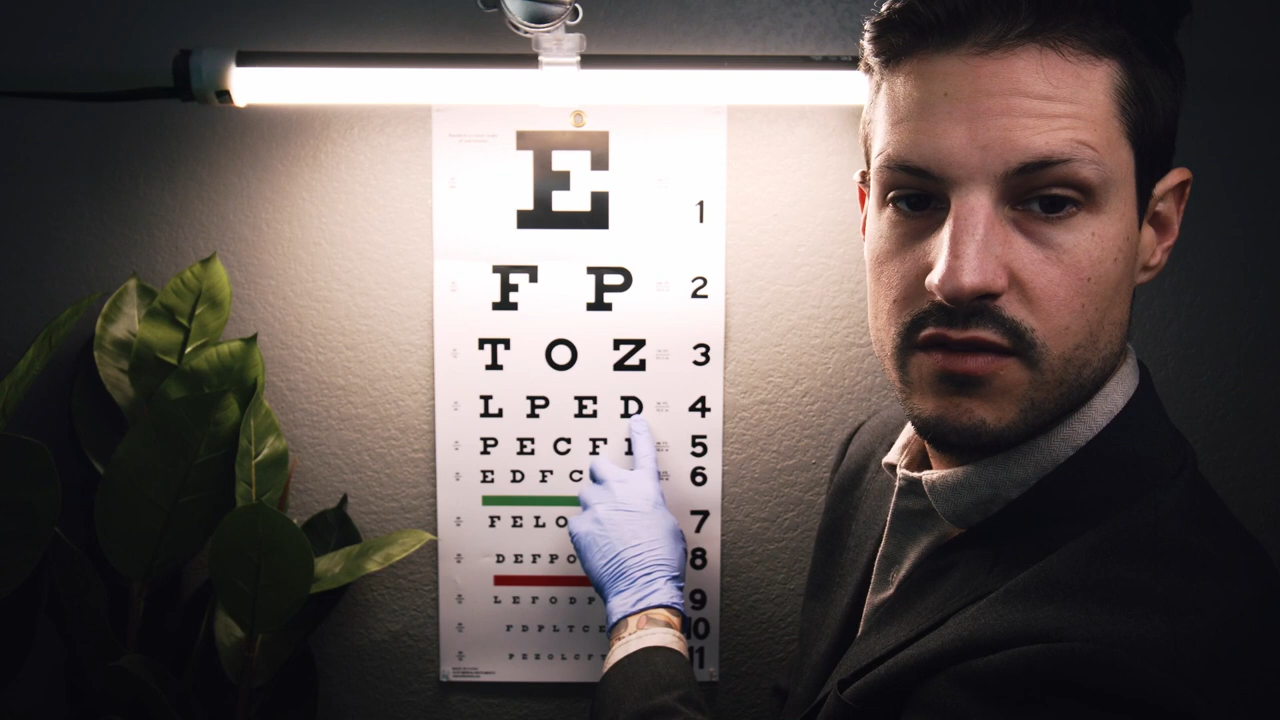 E 1
F P 2
T O Z 3
L P E D 4
P E C F 5
E D F C 6
F E L O 7
D E F P O 8
L E F O D P 9
F D P L T C E 10
P E Z O L C F T 11